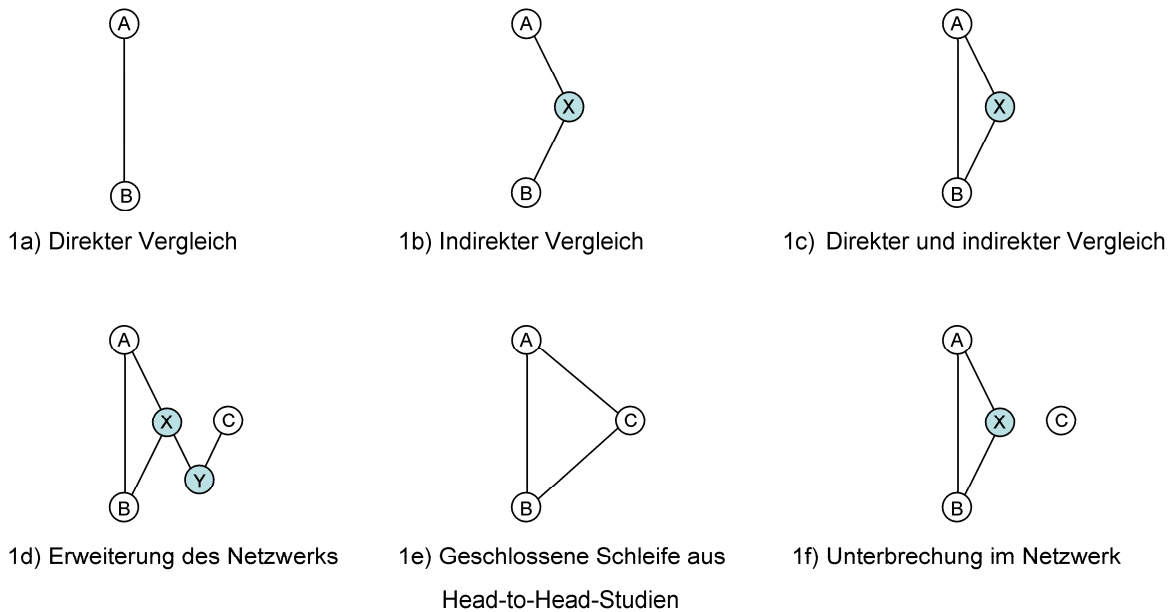 A
A
A
X
X
B
B
B
1a) Direkter Vergleich
1b) Indirekter Vergleich
1c) Direkter und indirekter Vergleich
A
A
A
X
C
C
X
C
Y
B
B
B
1d) Erweiterung des Netzwerks
1e) Geschlossene Schleife aus
Head-to-Head-Studien
1f) Unterbrechung im Netzwerk